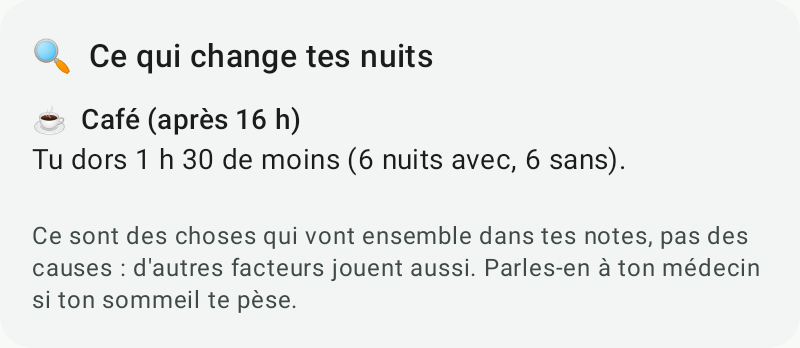 Ce qui change tes nuits
Café (après 16 h)
Tu dors 1 h 30 de moins (6 nuits avec, 6 sans).
Ce sont des choses qui vont ensemble dans tes notes, pas des
causes : d'autres facteurs jouent aussi. Parles-en à ton médecin
si ton sommeil te pèse.